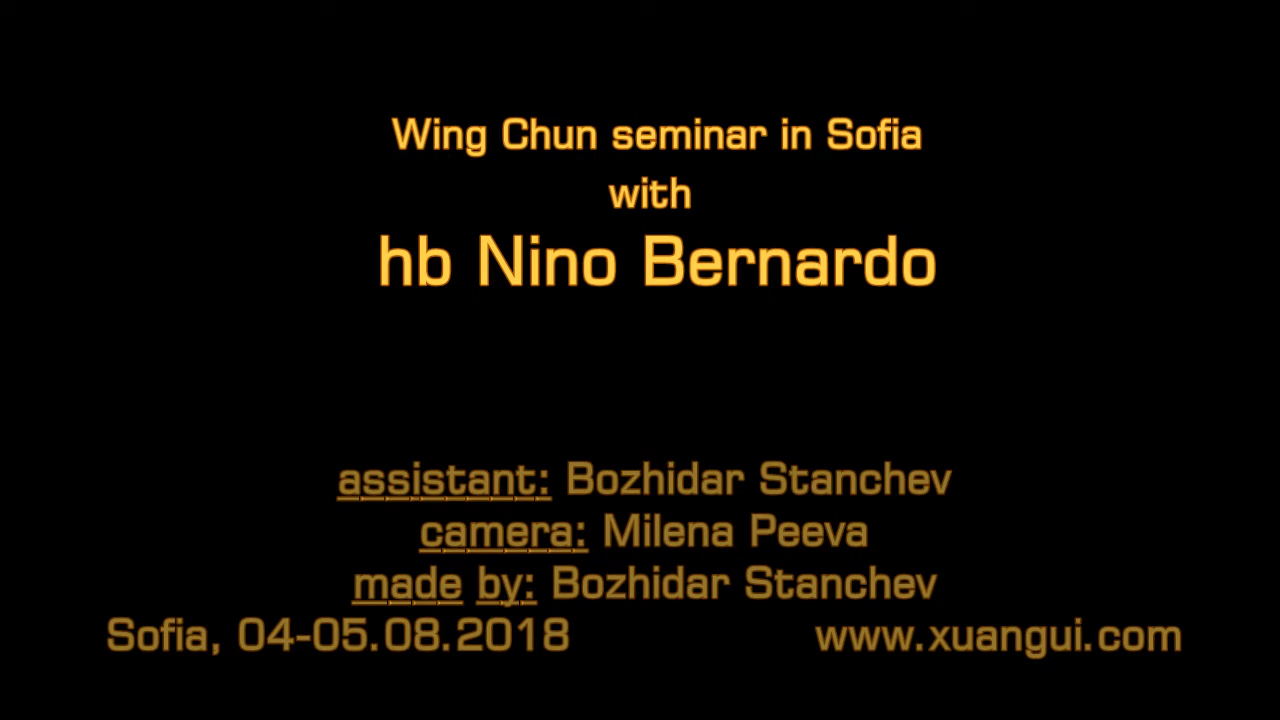 Wing Chun seminar in Sofia
with
hb Nino Bernardo
assistant: Bozhidar Stanchev
camera: Milena Peeva
made by: Bozhidar Stanchev
Sofia, 04-05.08.2018 www.xuangui.com